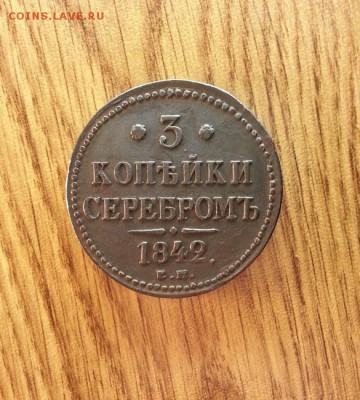 COINS.LAVE.RU
* 3 *
КОПѢЙКИ
СЕРЕБРОМЪ
1842.
Е.М.